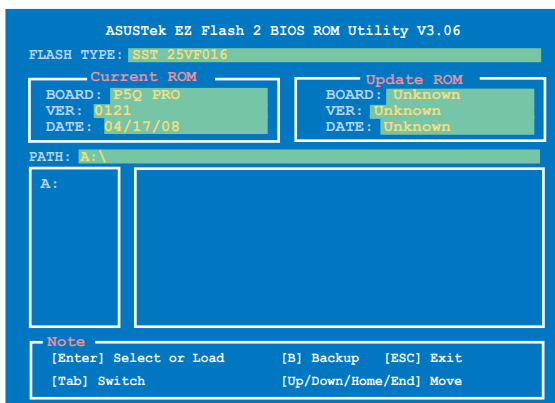 ASUSTek EZ Flash 2 BIOS ROM Utility V3.06
FLASH TYPE: SST 25VF016
Current ROM
BOARD: P5Q PRO
VER: 0121
DATE: 04/17/08
Update ROM
BOARD: Unknown
VER: Unknown
DATE: Unknown
PATH: A:\
A:
Note
[Enter] Select or Load [B] Backup [ESC] Exit
[Tab] Switch [Up/Down/Home/End] Move